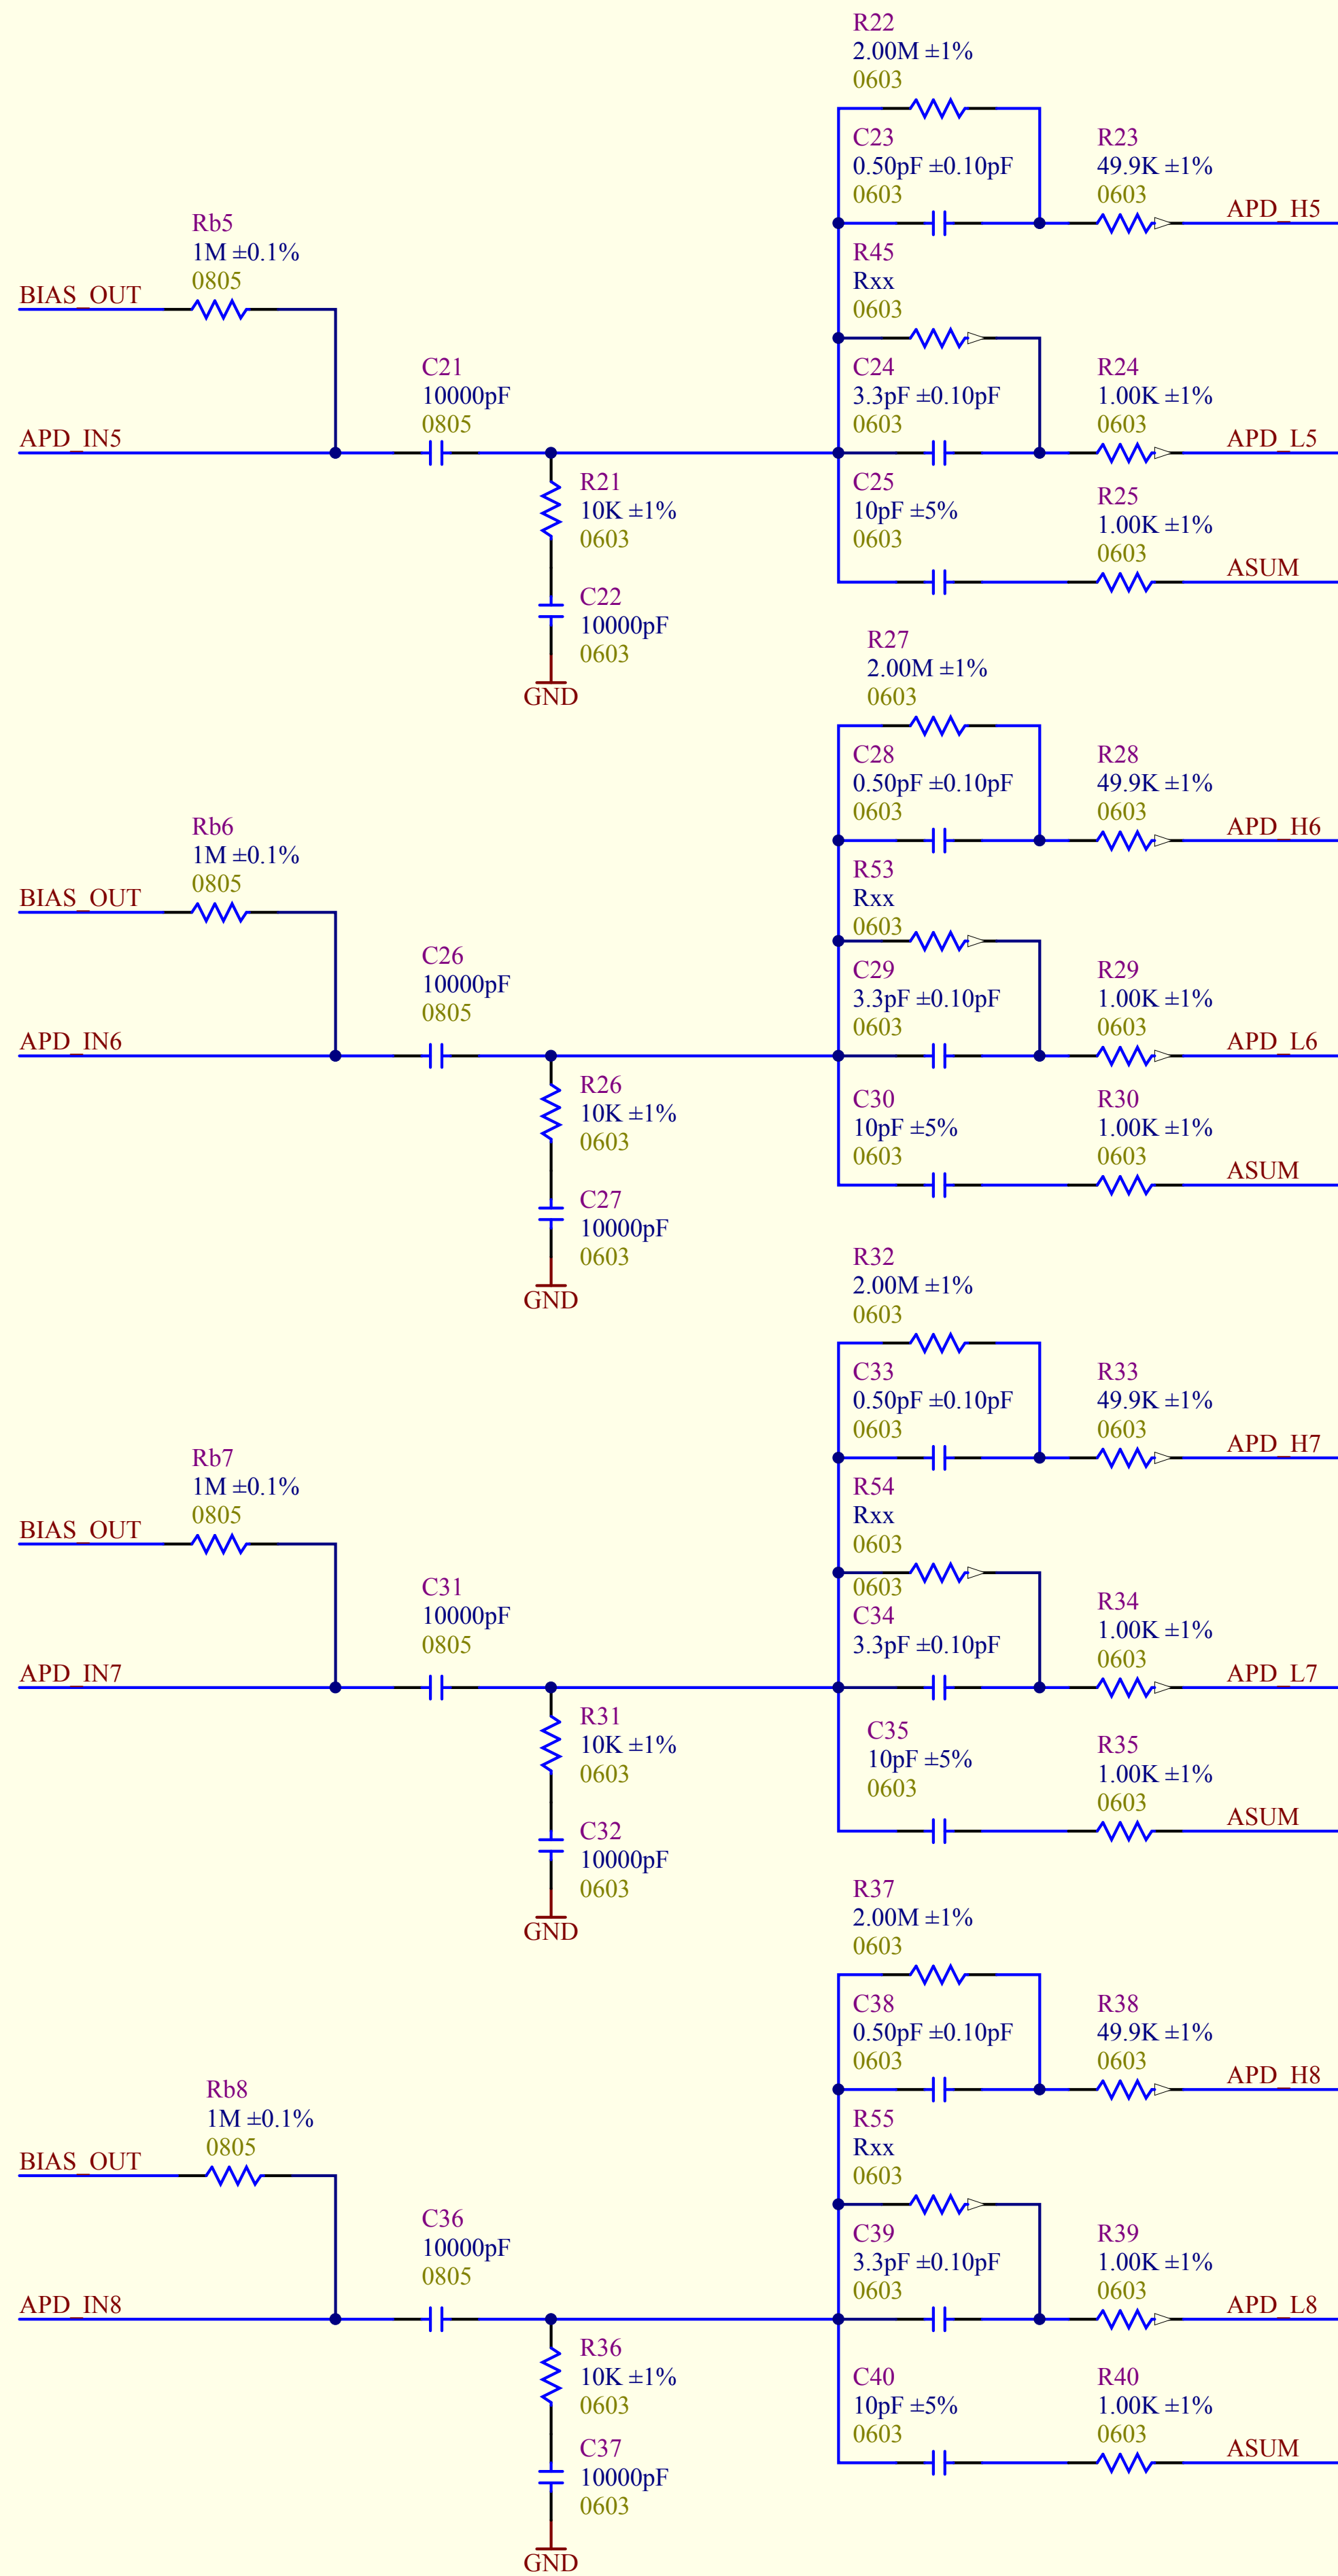 R22
2.00M ±1%
0603
C23
0.50pF ±0.10pF
0603
R23
49.9K ±1%
0603
APD_H5
Rb5
1M ±0.1%
0805
BIAS_OUT
R45
Rxx
0603
C21
10000pF
0805
APD_IN5
C24
3.3pF ±0.10pF
0603
R24
1.00K ±1%
0603
APD_L5
R21
10K ±1%
0603
C25
10pF ±5%
0603
R25
1.00K ±1%
0603
ASUM
C22
10000pF
0603
GND
R27
2.00M ±1%
0603
C28
0.50pF ±0.10pF
0603
R28
49.9K ±1%
0603
APD_H6
Rb6
1M ±0.1%
0805
BIAS_OUT
R53
Rxx
0603
C26
10000pF
0805
APD_IN6
C29
3.3pF ±0.10pF
0603
R29
1.00K ±1%
0603
APD_L6
R26
10K ±1%
0603
C30
10pF ±5%
0603
R30
1.00K ±1%
0603
ASUM
C27
10000pF
0603
GND
R32
2.00M ±1%
0603
C33
0.50pF ±0.10pF
0603
R33
49.9K ±1%
0603
APD_H7
Rb7
1M ±0.1%
0805
BIAS_OUT
R54
Rxx
0603
C31
10000pF
0805
APD_IN7
0603
C34
3.3pF ±0.10pF
R34
1.00K ±1%
0603
APD_L7
R31
10K ±1%
0603
C35
10pF ±5%
0603
R35
1.00K ±1%
0603
ASUM
C32
10000pF
0603
GND
R37
2.00M ±1%
0603
C38
0.50pF ±0.10pF
0603
R38
49.9K ±1%
0603
APD_H8
Rb8
1M ±0.1%
0805
BIAS_OUT
R55
Rxx
0603
C36
10000pF
0805
APD_IN8
C39
3.3pF ±0.10pF
0603
R39
1.00K ±1%
0603
APD_L8
R36
10K ±1%
0603
C40
10pF ±5%
0603
R40
1.00K ±1%
0603
ASUM
C37
10000pF
0603
GND